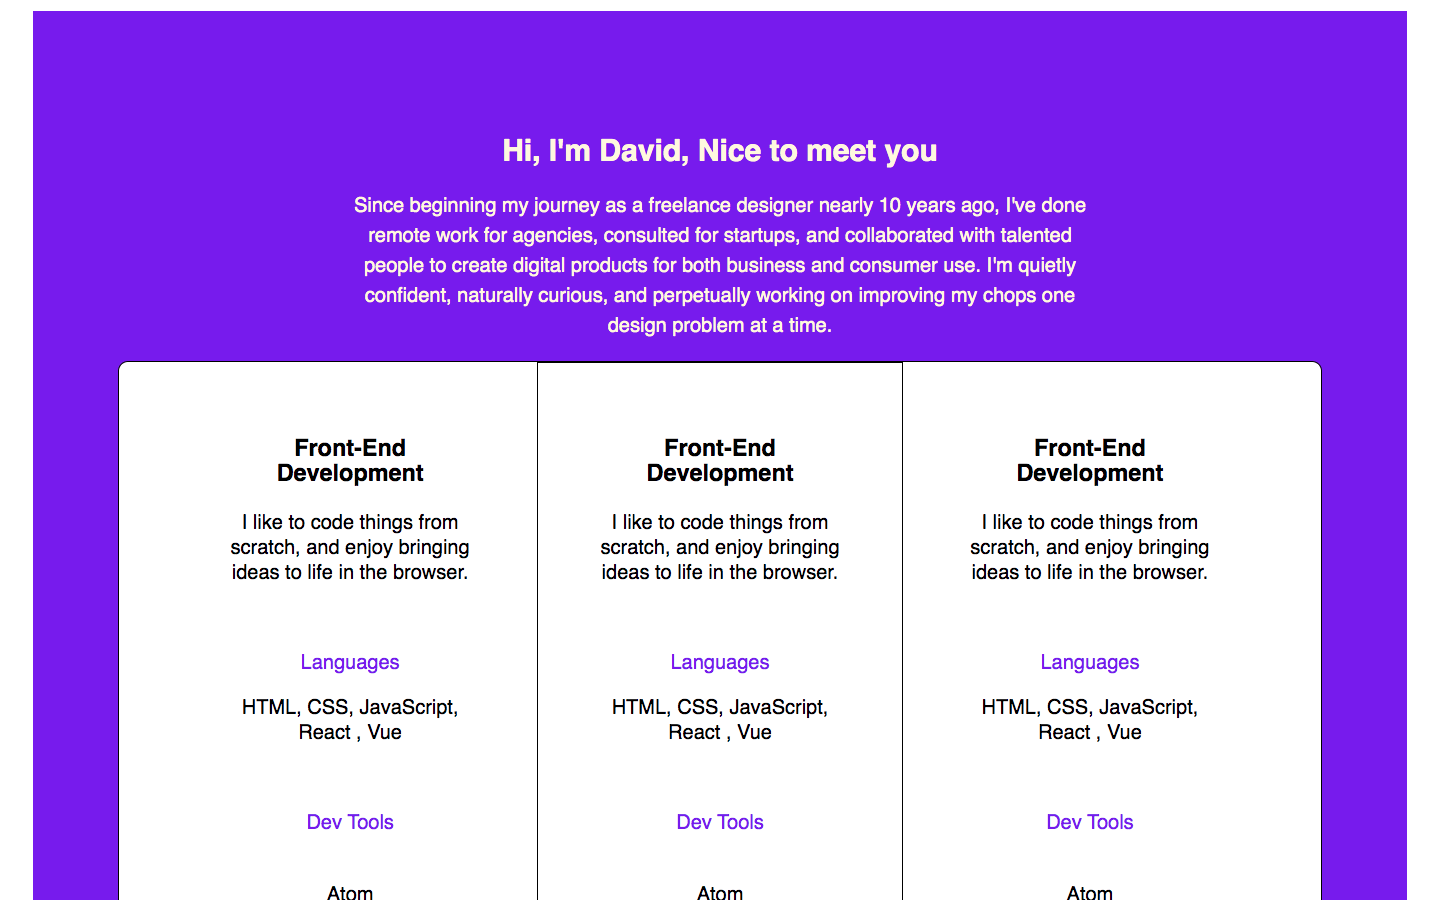 Hi, I'm David, Nice to meet you
Since beginning my journey as a freelance designer nearly 10 years ago, I've done
remote work for agencies, consulted for startups, and collaborated with talented
people to create digital products for both business and consumer use. I'm quietly
confident, naturally curious, and perpetually working on improving my chops one
design problem at a time.
Front-End
Development
I like to code things from
scratch, and enjoy bringing
ideas to life in the browser.
Languages
HTML, CSS, JavaScript,
React , Vue
Dev Tools
Atom
Front-End
Development
I like to code things from
scratch, and enjoy bringing
ideas to life in the browser.
Languages
HTML, CSS, JavaScript,
React , Vue
Dev Tools
Atom
Front-End
Development
I like to code things from
scratch, and enjoy bringing
ideas to life in the browser.
Languages
HTML, CSS, JavaScript,
React , Vue
Dev Tools
Atom